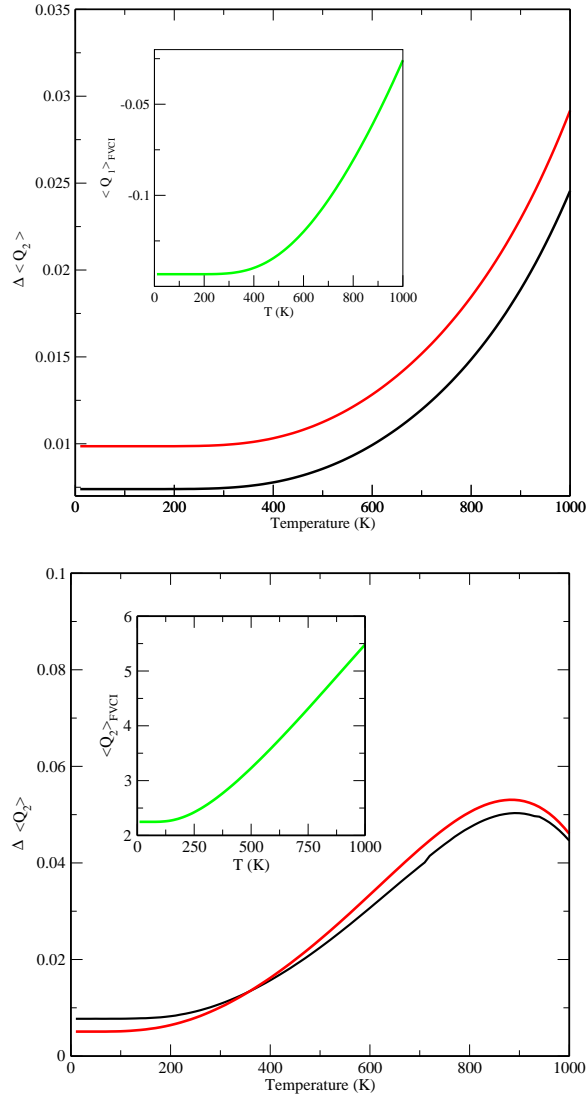 0.035
0.03
0.025
0.02
0.015
0.01
Δ < Q₂ >
-0.05
-0.1
< Q₁ >FVCI
0 200 400 600 800 1000
T (K)
0 200 400 600 800 1000
Temperature (K)
0.1
0.08
0.06
0.04
0.02
0
Δ <Q₂>
6
5
4
3
2
<Q₂>FVCI
0 250 500 750 1000
T (K)
0 200 400 600 800 1000
Temperature (K)